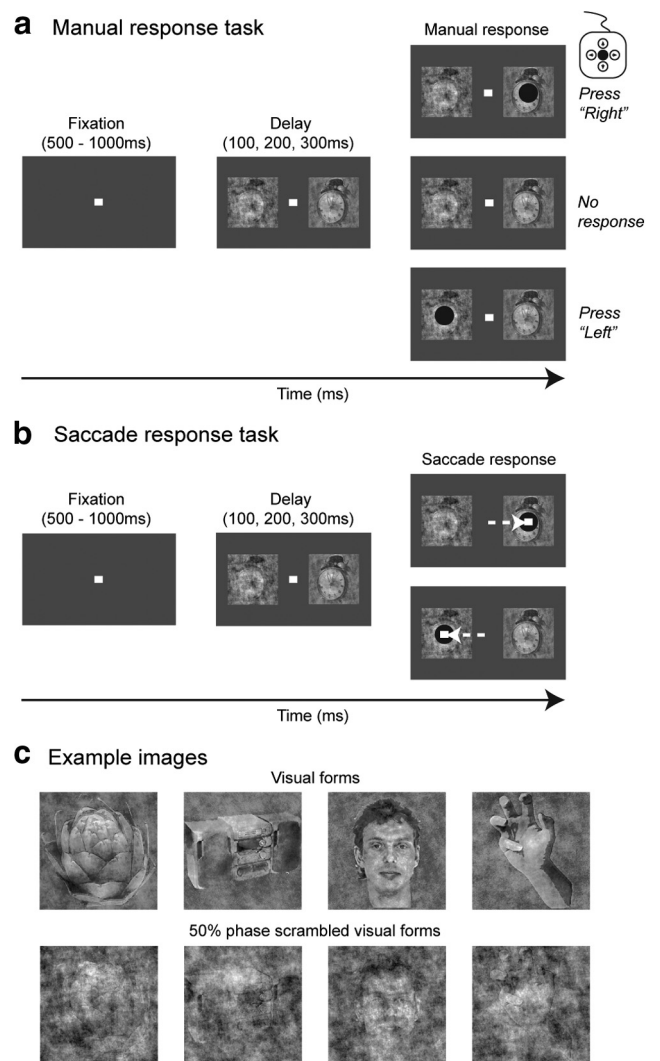 a Manual response task
Manual response
Press
"Right"
Fixation
(500 - 1000ms)
Delay
(100, 200, 300ms)
No
response
Press
"Left"
Time (ms)
b Saccade response task
Saccade response
Fixation
(500 - 1000ms)
Delay
(100, 200, 300ms)
Time (ms)
c Example images
Visual forms
50% phase scrambled visual forms